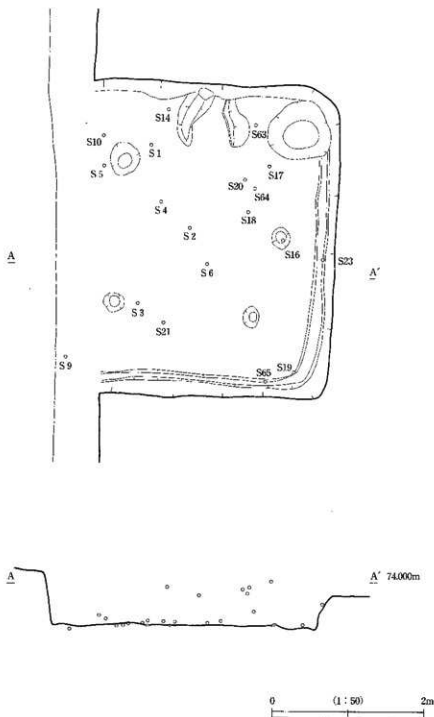 S14
S63
S10
S1
S5
S17
S20
S64
S4
S18
S2
S16
A
S23
A′
S6
S3
S21
S9
S19
S65
A
A′ 74.000m
0 (1:50) 2m